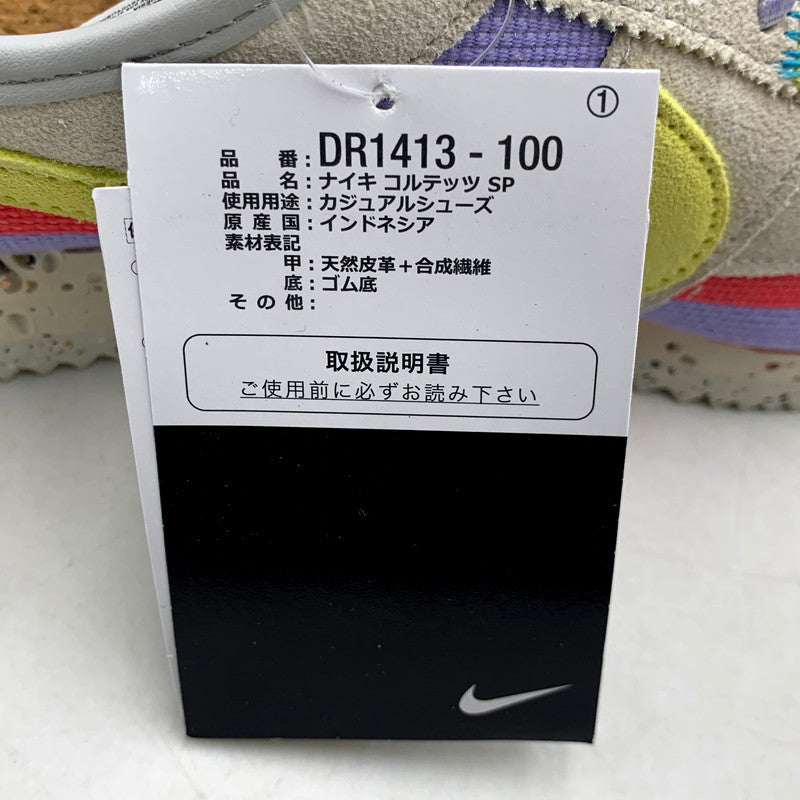 ①
品 番：DR1413 - 100
品 名：ナイキ コルテッツ SP
使用用途：カジュアルシューズ
原 産 国：インドネシア
素材表記
甲：天然皮革＋合成繊維
底：ゴム底
そ の 他：
取扱説明書
ご使用前に必ずお読み下さい